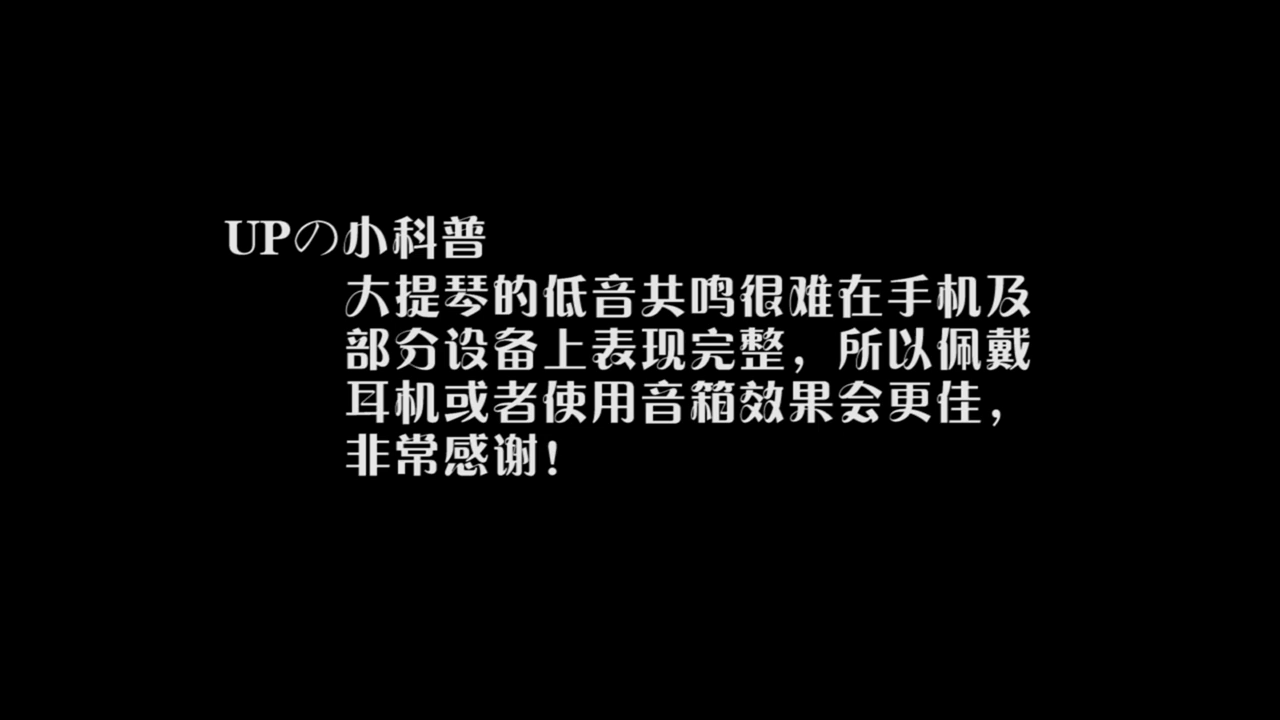 UPの小科普
大提琴的低音共鸣很难在手机及
部分设备上表现完整，所以佩戴
耳机或者使用音箱效果会更佳，
非常感谢！